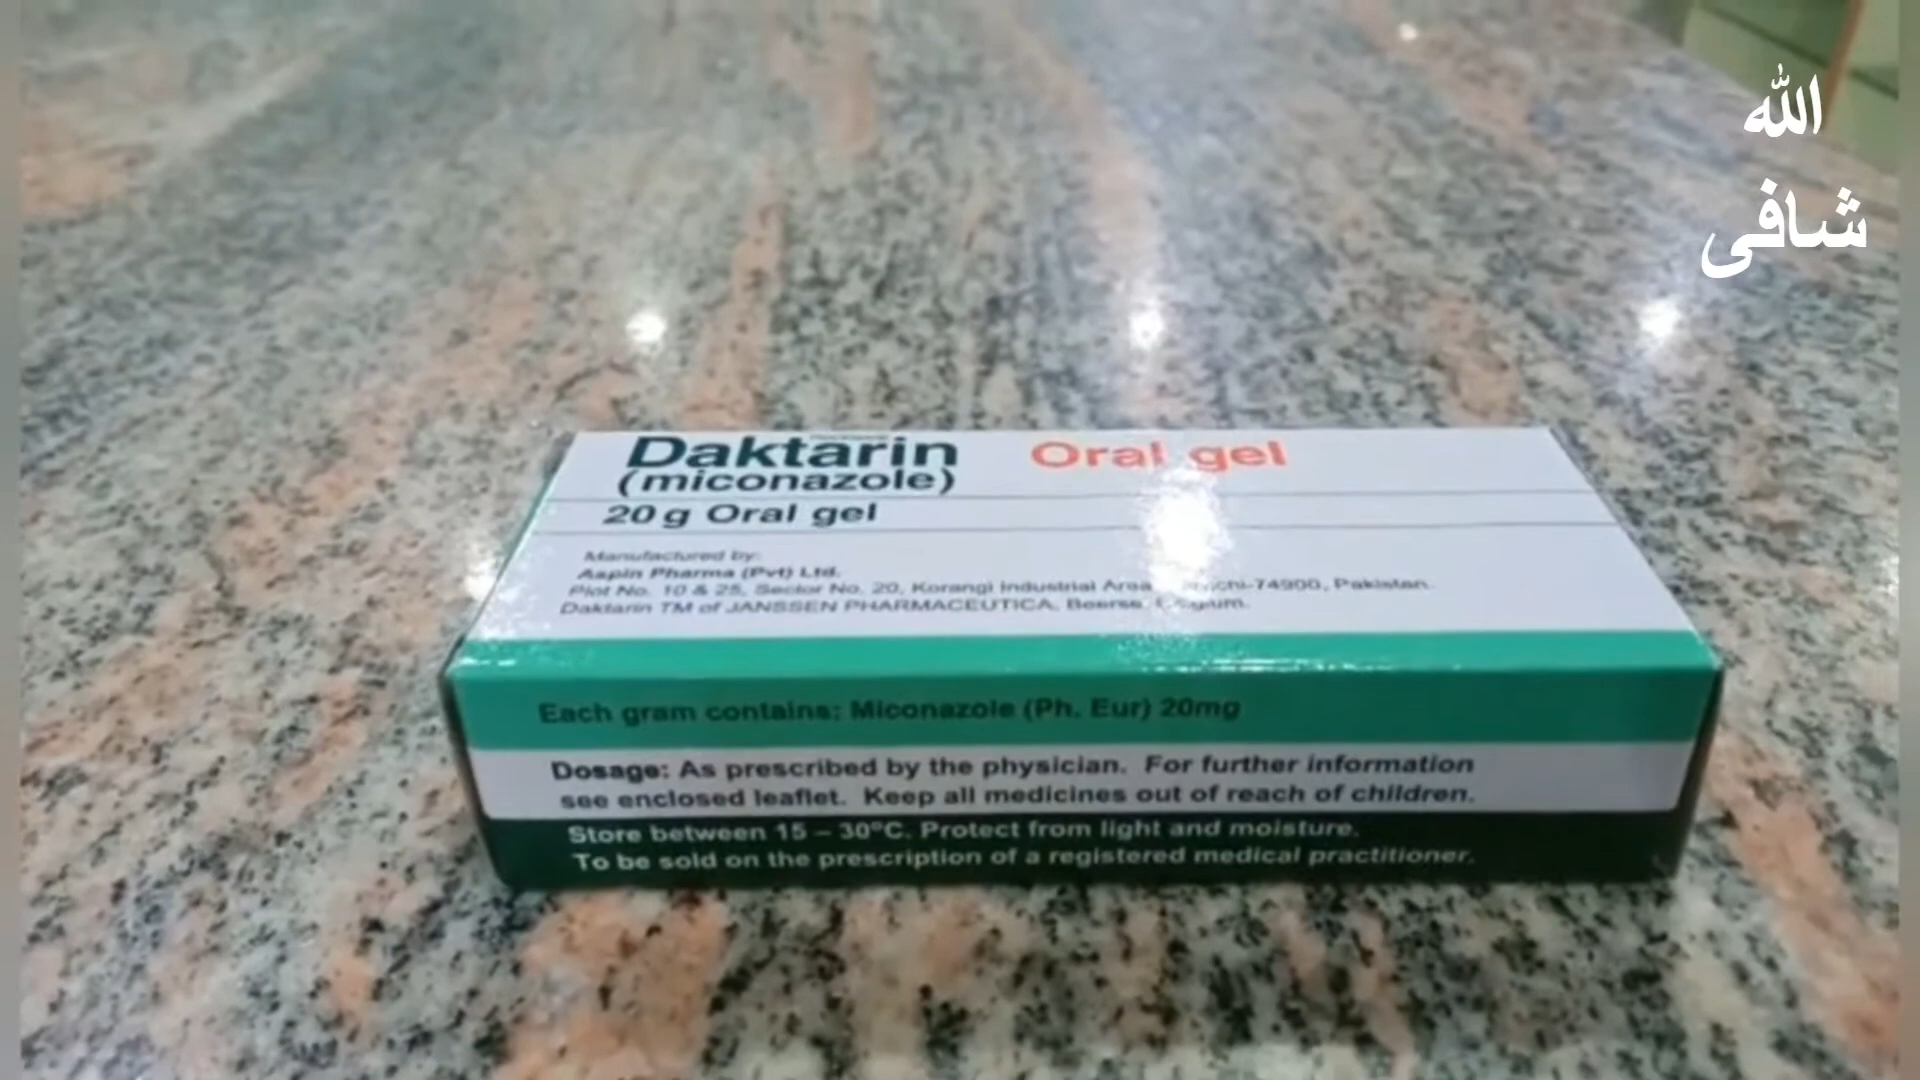 الله
شافی
Daktarin Oral gel
(miconazole)
20 g Oral gel
Manufactured by:
Aspin Pharma (Pvt) Ltd.
Plot No. 10 & 25, Sector No. 20, Korangi Industrial Area, -74900, Pakistan.
Daktarin TM of JANSSEN PHARMACEUTICA, Beerse,
Each gram contains: Miconazole (Ph. Eur) 20mg
Dosage: As prescribed by the physician. For further information
see enclosed leaflet. Keep all medicines out of reach of children.
Store between 15 – 30°C. Protect from light and moisture.
To be sold on the prescription of a registered medical practitioner.